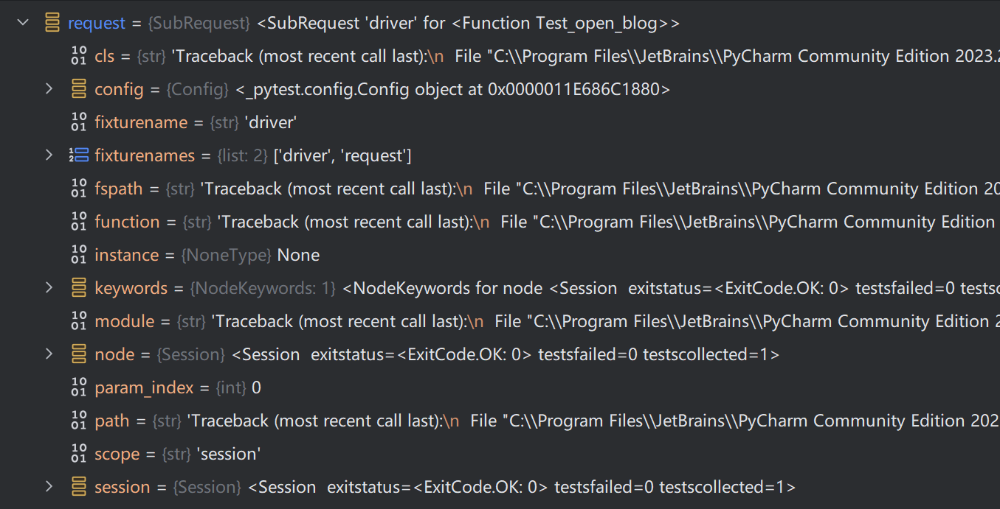 request = {SubRequest} <SubRequest 'driver' for <Function Test_open_blog>>
cls = {str} 'Traceback (most recent call last):\n  File "C:\\Program Files\\JetBrains\\PyCharm Community Edition 2023.2
config = {Config} <_pytest.config.Config object at 0x0000011E686C1880>
fixturename = {str} 'driver'
fixturenames = {list: 2} ['driver', 'request']
fspath = {str} 'Traceback (most recent call last):\n  File "C:\\Program Files\\JetBrains\\PyCharm Community Edition 20
function = {str} 'Traceback (most recent call last):\n  File "C:\\Program Files\\JetBrains\\PyCharm Community Edition
instance = {NoneType} None
keywords = {NodeKeywords: 1} <NodeKeywords for node <Session  exitstatus=<ExitCode.OK: 0> testsfailed=0 testsc
module = {str} 'Traceback (most recent call last):\n  File "C:\\Program Files\\JetBrains\\PyCharm Community Edition 2
node = {Session} <Session  exitstatus=<ExitCode.OK: 0> testsfailed=0 testscollected=1>
param_index = {int} 0
path = {str} 'Traceback (most recent call last):\n  File "C:\\Program Files\\JetBrains\\PyCharm Community Edition 202
scope = {str} 'session'
session = {Session} <Session  exitstatus=<ExitCode.OK: 0> testsfailed=0 testscollected=1>